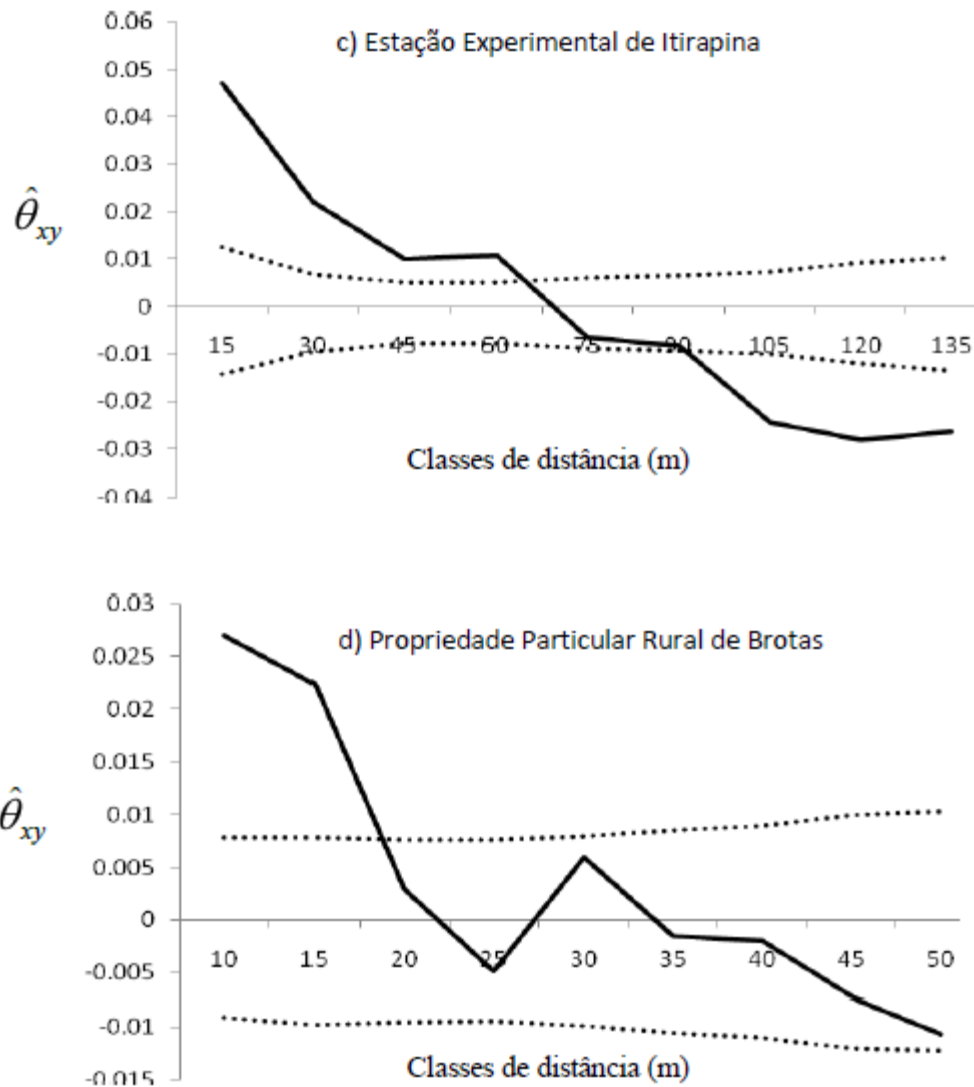 c) Estação Experimental de Itirapina
0.06
0.05
0.04
0.03
0.02
0.01
0
-0.01
-0.02
-0.03
-0.04
θ̂xy
15 30 45 60 75 90 105 120 135
Classes de distância (m)
d) Propriedade Particular Rural de Brotas
0.03
0.025
0.02
0.015
0.01
0.005
0
-0.005
-0.01
-0.015
θ̂xy
10 15 20 25 30 35 40 45 50
Classes de distância (m)